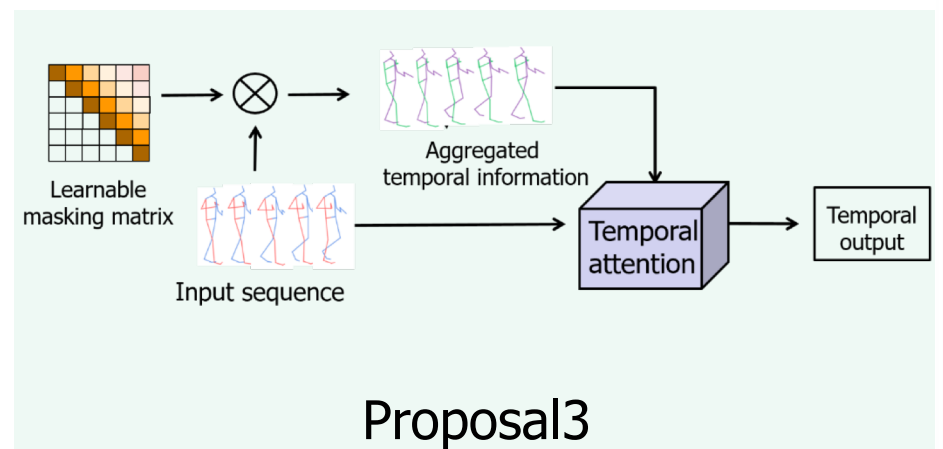 Aggregated
temporal information
Learnable
masking matrix
Input sequence
Temporal
attention
Temporal
output
Proposal3